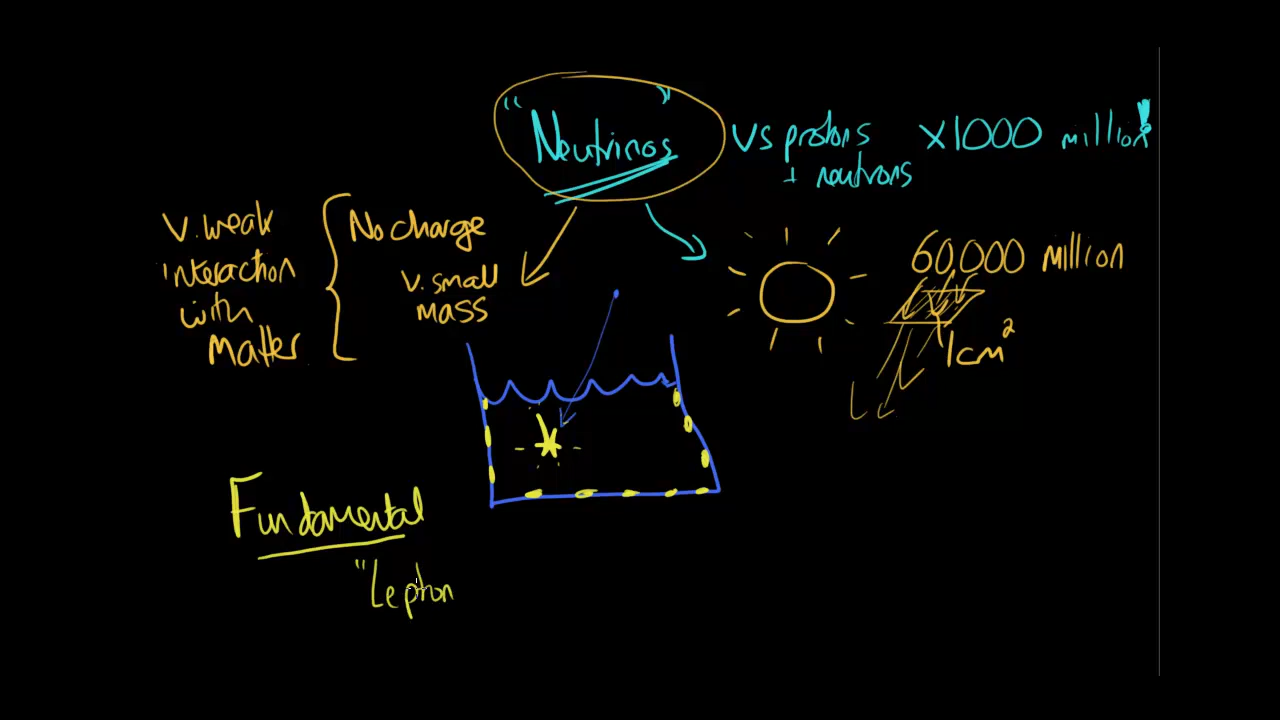 "Neutrinos"
vs protons
+ neutrons
x1000 million!
v. weak
interaction
with
Matter
No charge
v. small
mass
60,000 million
1cm²
Fundamental
"Lepton